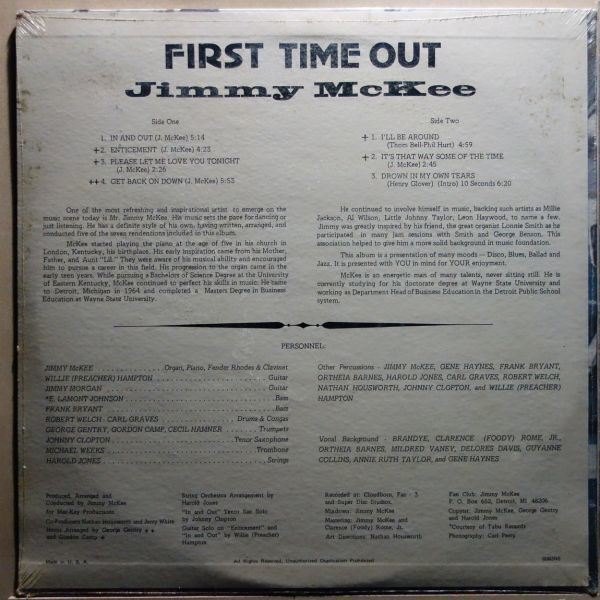 FIRST TIME OUT
Jimmy McKee
Side One
1. IN AND OUT (J. McKee) 5:14
+2. ENTICEMENT (J. McKee) 4:23
+3. PLEASE LET ME LOVE YOU TONIGHT
(J. McKee) 2:26
++4. GET BACK ON DOWN (J. McKee) 5:53
Side Two
+1. I'LL BE AROUND
(Thom Bell-Phil Hurt) 4:59
+2. IT'S THAT WAY SOME OF THE TIME
(J. McKee) 2:45
3. DROWN IN MY OWN TEARS
(Henry Glover) (Intro) 10 Seconds 6:20
One of the most refreshing and inspirational artist to emerge on the
music scene today is Mr. Jimmy McKee. His music sets the pace for dancing or
just listening. He has a definite style of his own, having written, arranged, and
conducted five of the seven renditions included in this album.
McKee started playing the piano at the age of five in his church in
London, Kentucky, his birthplace. His early inspiration came from his Mother,
Father, and Aunt "Lil." They were aware of his musical ability and encouraged
him to pursue a career in this field. His progression to the organ came in the
early teen years. While pursuing a Bachelors of Science Degree at the University
of Eastern Kentucky, McKee continued to perfect his skills in music. He came
to Detroit, Michigan in 1964 and completed a Masters Degree in Business
Education at Wayne State University.
He continued to involve himself in music, backing such artists as Millie
Jackson, Al Wilson, Little Johnny Taylor, Leon Haywood, to name a few.
Jimmy was greatly inspired by his friend, the great organist Lonnie Smith as he
participated in many Jam sessions with Smith and George Benson. This
association helped to give him a more solid background in music foundation.
This album is a presentation of many moods — Disco, Blues, Ballad and
Jazz. It is presented with YOU in mind for YOUR enjoyment.
McKee is an energetic man of many talents, never sitting still. He is
currently studying for his doctorate degree at Wayne State University and
working as Department Head of Business Education in the Detroit Public School
system.
PERSONNEL:
JIMMY McKEE Organ, Piano, Fender Rhodes & Clavinet
WILLIE (PREACHER) HAMPTON Guitar
JIMMY MORGAN Guitar
*E. LAMONT JOHNSON Bass
FRANK BRYANT Bass
ROBERT WELCH - CARL GRAVES Drums & Congas
GEORGE GENTRY, GORDON CAMP, CECIL HAMNER Trumpets
JOHNNY CLOPTON Tenor Saxophone
MICHAEL WEEKS Trombone
HAROLD JONES Strings
Other Percussions - JIMMY McKEE, GENE HAYNES, FRANK BRYANT,
ORTHEIA BARNES, HAROLD JONES, CARL GRAVES, ROBERT WELCH,
NATHAN HOUSWORTH, JOHNNY CLOPTON, and WILLIE (PREACHER)
HAMPTON
Vocal Background - BRANDYE, CLARENCE (FOODY) ROME, JR.,
ORTHEIA BARNES, MILDRED VANEY, DELORES DAVIS, GUYANNE
COLLINS, ANNIE RUTH TAYLOR, and GENE HAYNES
Produced, Arranged and
Conducted by Jimmy McKee
for Mac-Key Productions
Co-Producers Nathan Housworth and Jerry White
Horns Arranged by George Gentry ++
and Gordon Camp +
String Orchestra Arrangement by
Harold Jones
"In and Out" Tenor Sax Solo
by Johnny Clopton
Guitar Solo on "Enticement" and
"In and Out" by Willie (Preacher)
Hampton
Recorded at: Cloudborn, Fax - 3
and Super Disc Studios,
Mixdown: Jimmy McKee
Mastering: Jimmy McKee and
Clarence (Foody) Rome, Jr.
Art Directions: Nathan Housworth
Fan Club: Jimmy McKee
P. O. Box 652, Detroit, MI 48206
Copyist: Jimmy McKee, George Gentry
and Harold Jones
*Courtesy of Tabu Records
Photography: Carl Perry
Made in U. S. A.
All Rights Reserved, Unauthorized Duplication Prohibited